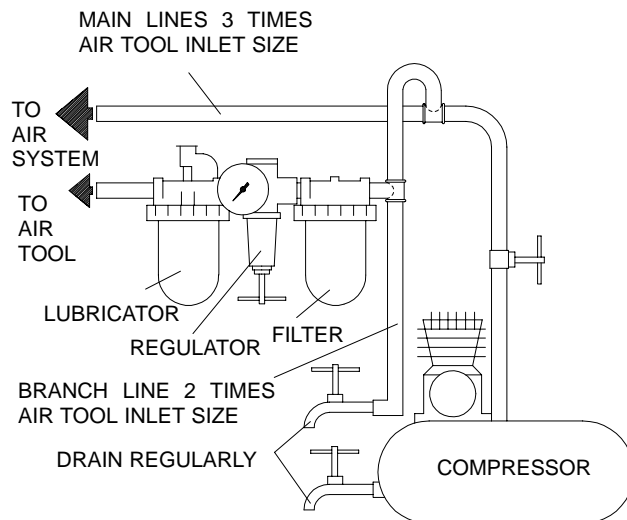 MAIN LINES 3 TIMES
AIR TOOL INLET SIZE
TO
AIR
SYSTEM
TO
AIR
TOOL
LUBRICATOR
REGULATOR
FILTER
BRANCH LINE 2 TIMES
AIR TOOL INLET SIZE
DRAIN REGULARLY
COMPRESSOR